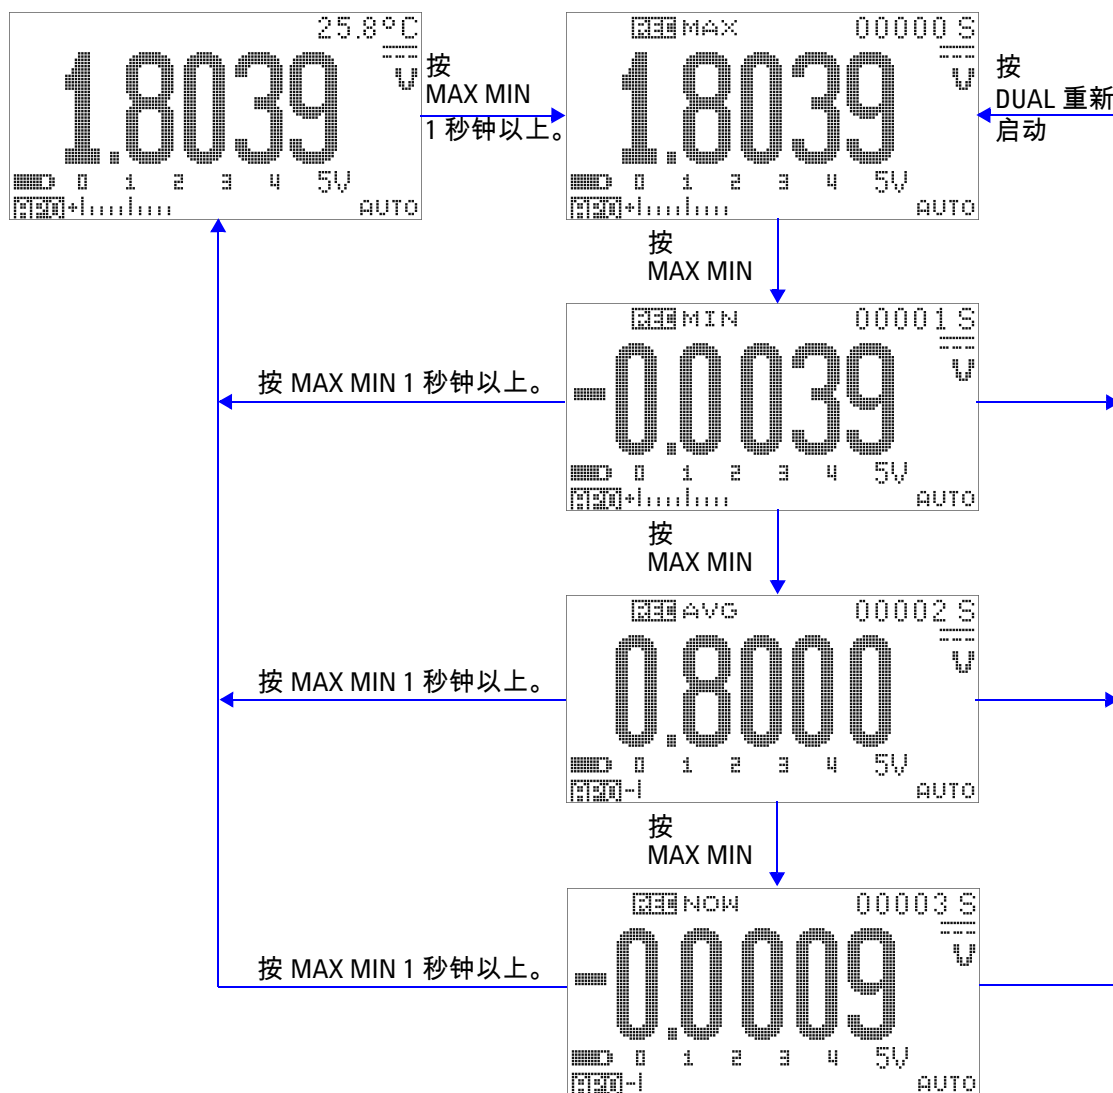 25.8°C
1.8039
V
0 1 2 3 4 5V
APO
AUTO
按
MAX MIN
1 秒钟以上。
REC MAX 00000 S
1.8039
V
0 1 2 3 4 5V
APO
AUTO
按
DUAL 重新
启动
按
MAX MIN
REC MIN 00001 S
-0.0039
V
0 1 2 3 4 5V
APO
AUTO
按 MAX MIN 1 秒钟以上。
按
MAX MIN
REC AVG 00002 S
0.8000
V
0 1 2 3 4 5V
APO
AUTO
按 MAX MIN 1 秒钟以上。
按
MAX MIN
REC NOW 00003 S
-0.0009
V
0 1 2 3 4 5V
APO
AUTO
按 MAX MIN 1 秒钟以上。